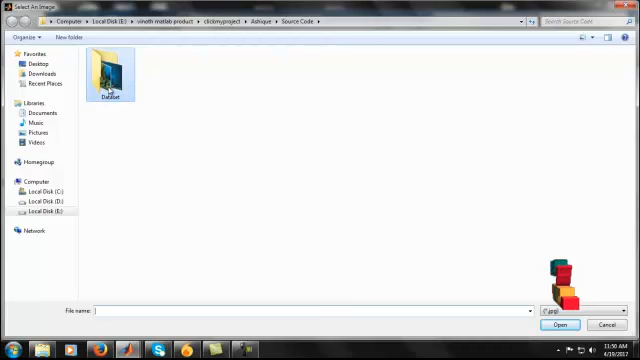 Select An Image
Computer ▸ Local Disk (E:) ▸ vinoth matlab product ▸ clickmyproject ▸ Ashique ▸ Source Code ▸
Search Source Code
Organize
New folder
Favorites
Desktop
Downloads
Recent Places
Libraries
Documents
Music
Pictures
Videos
Homegroup
Computer
Local Disk (C:)
Local Disk (D:)
Local Disk (E:)
Network
Dataset
File name:
(*.jpg)
Open
Cancel
11:50 AM
4/19/2017